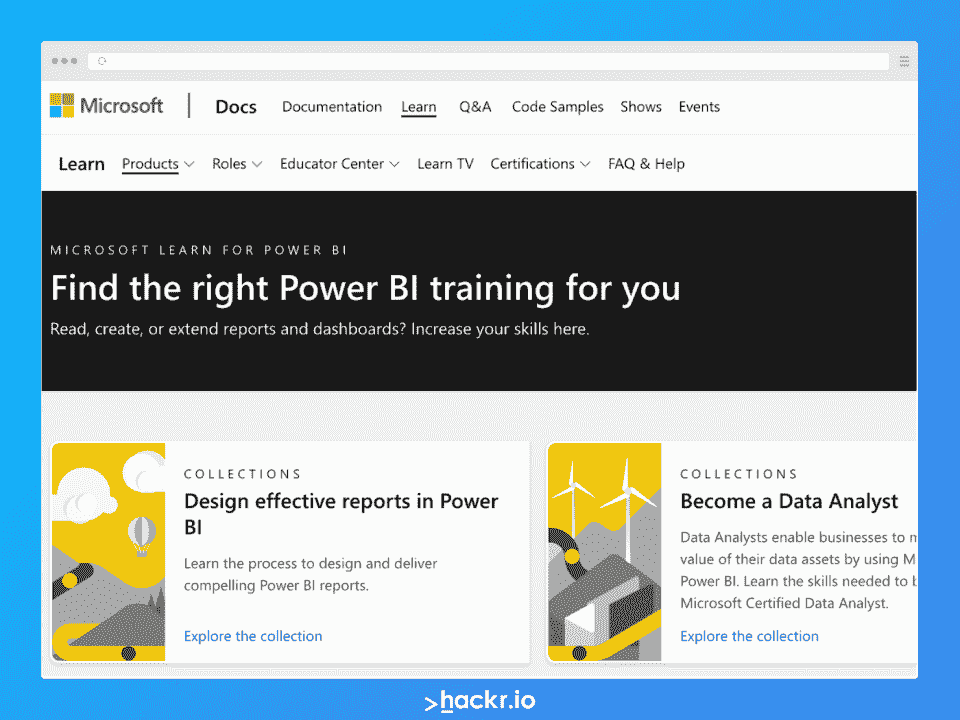 Microsoft | Docs Documentation Learn Q&A Code Samples Shows Events
Learn Products Roles Educator Center Learn TV Certifications FAQ & Help
MICROSOFT LEARN FOR POWER BI
Find the right Power BI training for you
Read, create, or extend reports and dashboards? Increase your skills here.
COLLECTIONS
Design effective reports in Power
BI
Learn the process to design and deliver
compelling Power BI reports.
Explore the collection
COLLECTIONS
Become a Data Analyst
Data Analysts enable businesses to
value of their data assets by using M
Power BI. Learn the skills needed to b
Microsoft Certified Data Analyst.
Explore the collection
>hackr.io